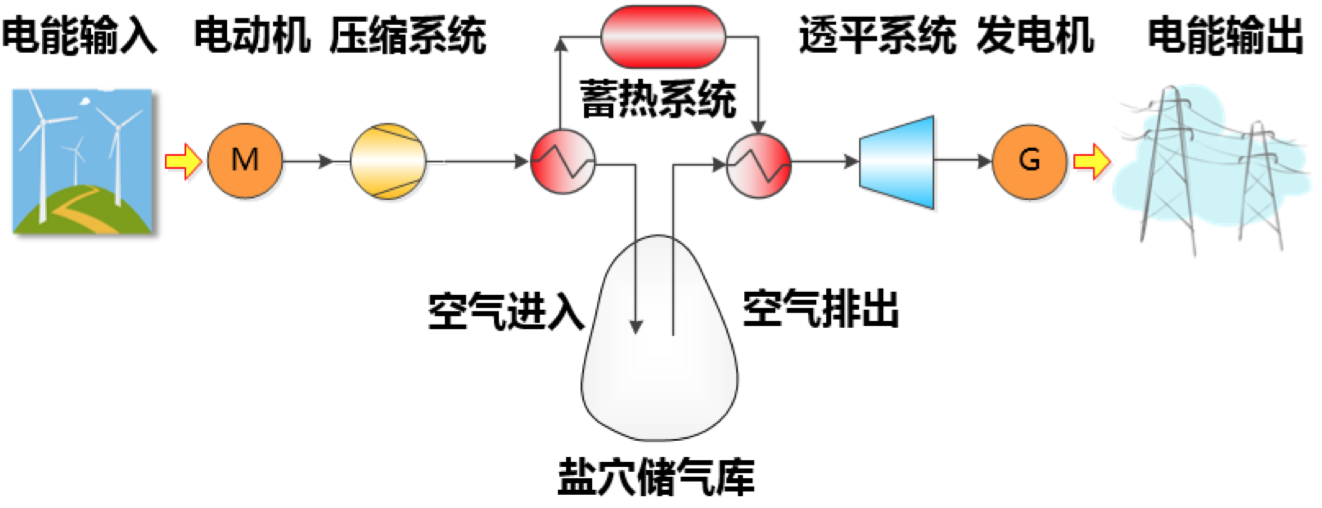 电能输入
电动机
压缩系统
蓄热系统
透平系统
发电机
电能输出
M
G
空气进入
空气排出
盐穴储气库